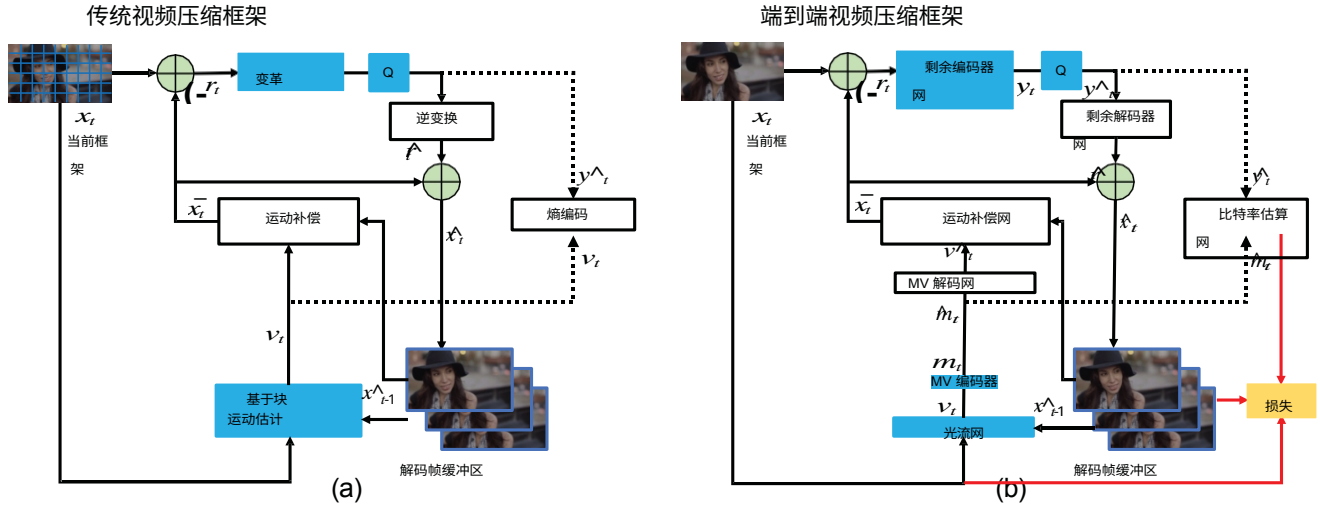 传统视频压缩框架
变革
Q
(-
r_t
x_t
当前框
架
逆变换
y^_t
x̄_t
运动补偿
熵编码
x̂_t
v_t
v_t
基于块
运动估计
x^_t-1
解码帧缓冲区
(a)
端到端视频压缩框架
剩余编码器
网
Q
(-
r_t
y_t
y^_t
x_t
当前框
架
剩余解码器
网
ŷ_t
x̄_t
运动补偿网
比特率估算
网
x̂_t
v^_t
m̂_t
MV 解码网
m̂_t
m_t
MV 编码器
v_t
x^_t-1
光流网
损失
解码帧缓冲区
(b)